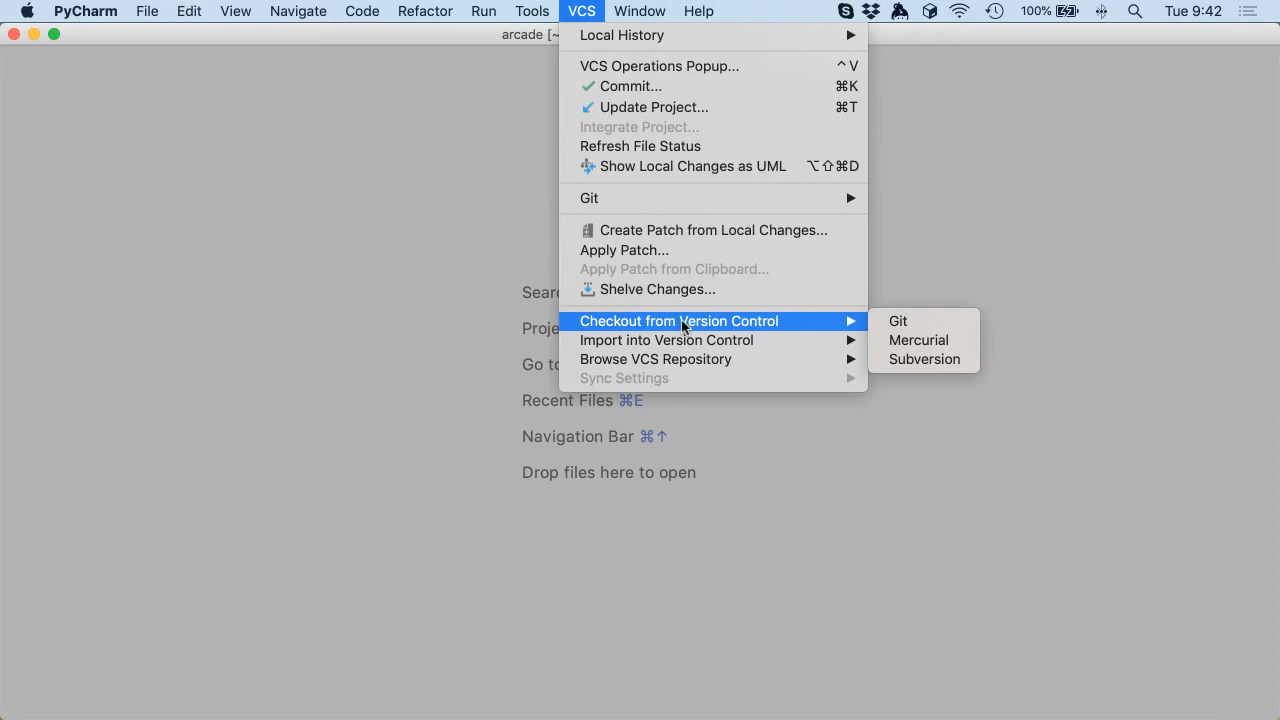 PyCharm File Edit View Navigate Code Refactor Run Tools VCS Window Help 100% Tue 9:42
arcade [~
Local History
VCS Operations Popup... ^V
Commit... ⌘K
Update Project... ⌘T
Integrate Project...
Refresh File Status
Show Local Changes as UML ⌥⇧⌘D
Git
Create Patch from Local Changes...
Apply Patch...
Apply Patch from Clipboard...
Shelve Changes...
Checkout from Version Control
Import into Version Control
Browse VCS Repository
Sync Settings
Git
Mercurial
Subversion
Sear
Proje
Go to
Recent Files ⌘E
Navigation Bar ⌘↑
Drop files here to open